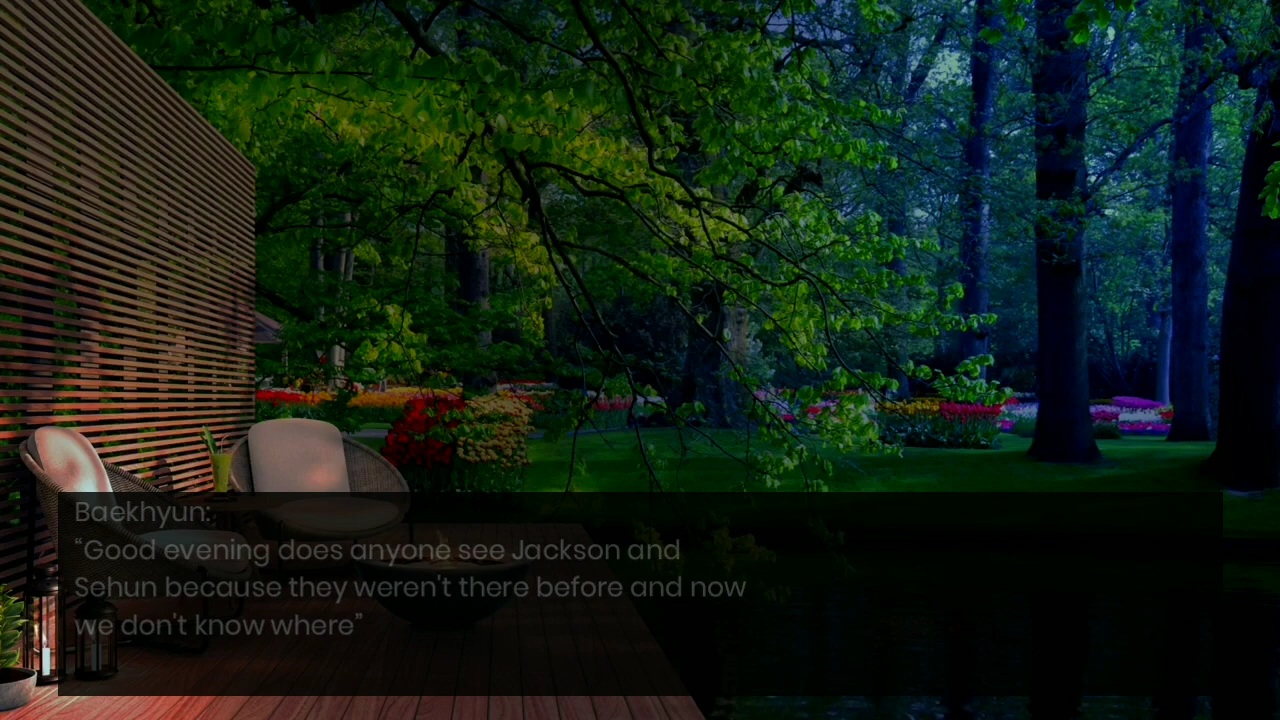 Baekhyun:
“Good evening does anyone see Jackson and
Sehun because they weren't there before and now
we don't know where”